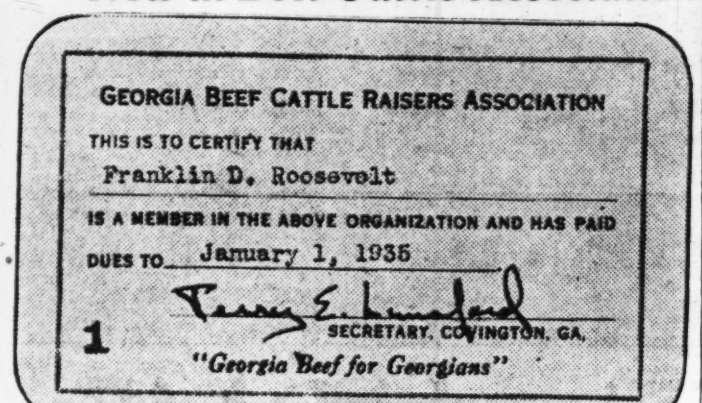 GEORGIA BEEF CATTLE RAISERS ASSOCIATION
THIS IS TO CERTIFY THAT
Franklin D. Roosevelt
IS A MEMBER IN THE ABOVE ORGANIZATION AND HAS PAID
DUES TO January 1, 1935
E.
SECRETARY, COVINGTON, GA.
1
"Georgia Beef for Georgians"